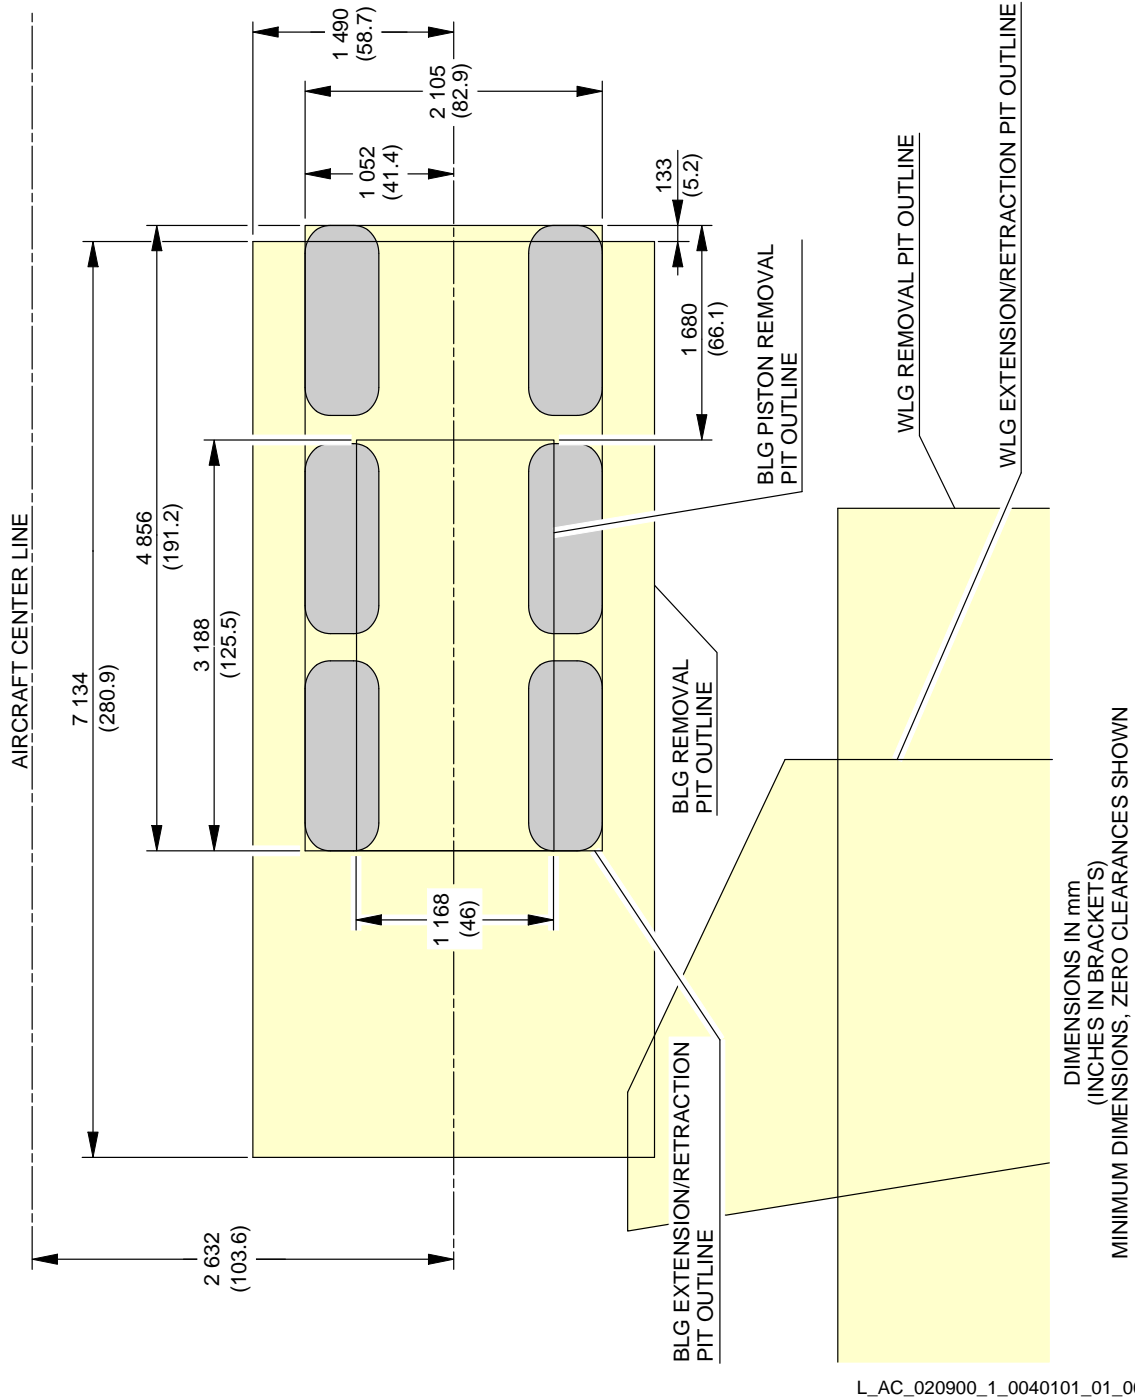 AIRCRAFT CENTER LINE
7 134
(280.9)
4 856
(191.2)
3 188
(125.5)
2 632
(103.6)
1 490
(58.7)
2 105
(82.9)
1 052
(41.4)
133
(5.2)
1 680
(66.1)
1 168
(46)
BLG PISTON REMOVAL
PIT OUTLINE
BLG REMOVAL
PIT OUTLINE
BLG EXTENSION/RETRACTION
PIT OUTLINE
WLG REMOVAL PIT OUTLINE
WLG EXTENSION/RETRACTION PIT OUTLINE
DIMENSIONS IN mm
(INCHES IN BRACKETS)
MINIMUM DIMENSIONS, ZERO CLEARANCES SHOWN